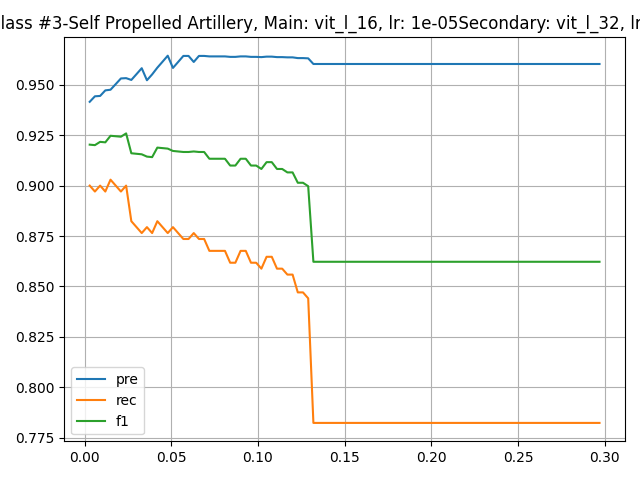 lass #3-Self Propelled Artillery, Main: vit_l_16, lr: 1e-05Secondary: vit_l_32, lr
0.950
0.925
0.900
0.875
0.850
0.825
0.800
0.775
pre
rec
f1
0.00 0.05 0.10 0.15 0.20 0.25 0.30